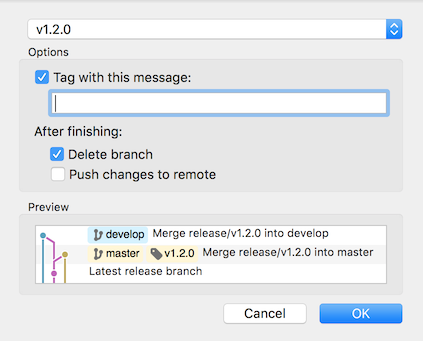 v1.2.0
Options
Tag with this message:
After finishing:
Delete branch
Push changes to remote
Preview
develop Merge release/v1.2.0 into develop
master v1.2.0 Merge release/v1.2.0 into master
Latest release branch
Cancel OK